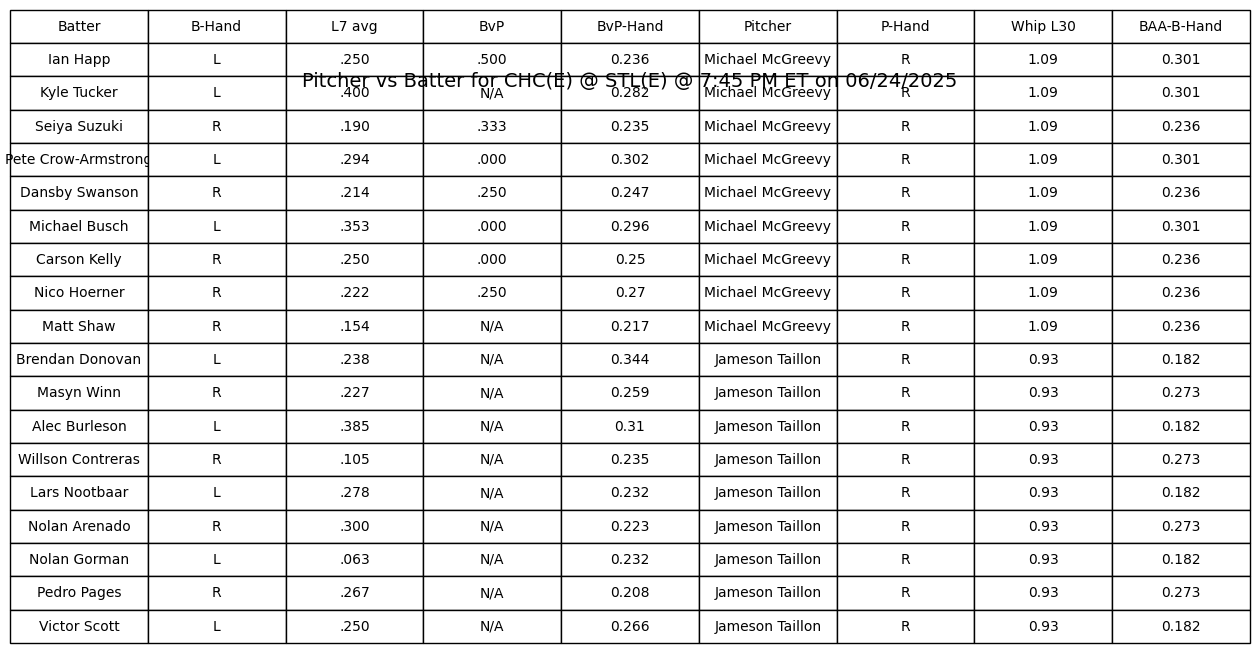 Batter B-Hand L7 avg BvP BvP-Hand Pitcher P-Hand Whip L30 BAA-B-Hand
Ian Happ L .250 .500 0.236 Michael McGreevy R 1.09 0.301
Pitcher vs Batter for CHC(E) @ STL(E) @ 7:45 PM ET on 06/24/2025
Kyle Tucker L .400 N/A 0.282 Michael McGreevy R 1.09 0.301
Seiya Suzuki R .190 .333 0.235 Michael McGreevy R 1.09 0.236
Pete Crow-Armstrong L .294 .000 0.302 Michael McGreevy R 1.09 0.301
Dansby Swanson R .214 .250 0.247 Michael McGreevy R 1.09 0.236
Michael Busch L .353 .000 0.296 Michael McGreevy R 1.09 0.301
Carson Kelly R .250 .000 0.25 Michael McGreevy R 1.09 0.236
Nico Hoerner R .222 .250 0.27 Michael McGreevy R 1.09 0.236
Matt Shaw R .154 N/A 0.217 Michael McGreevy R 1.09 0.236
Brendan Donovan L .238 N/A 0.344 Jameson Taillon R 0.93 0.182
Masyn Winn R .227 N/A 0.259 Jameson Taillon R 0.93 0.273
Alec Burleson L .385 N/A 0.31 Jameson Taillon R 0.93 0.182
Willson Contreras R .105 N/A 0.235 Jameson Taillon R 0.93 0.273
Lars Nootbaar L .278 N/A 0.232 Jameson Taillon R 0.93 0.182
Nolan Arenado R .300 N/A 0.223 Jameson Taillon R 0.93 0.273
Nolan Gorman L .063 N/A 0.232 Jameson Taillon R 0.93 0.182
Pedro Pages R .267 N/A 0.208 Jameson Taillon R 0.93 0.273
Victor Scott L .250 N/A 0.266 Jameson Taillon R 0.93 0.182